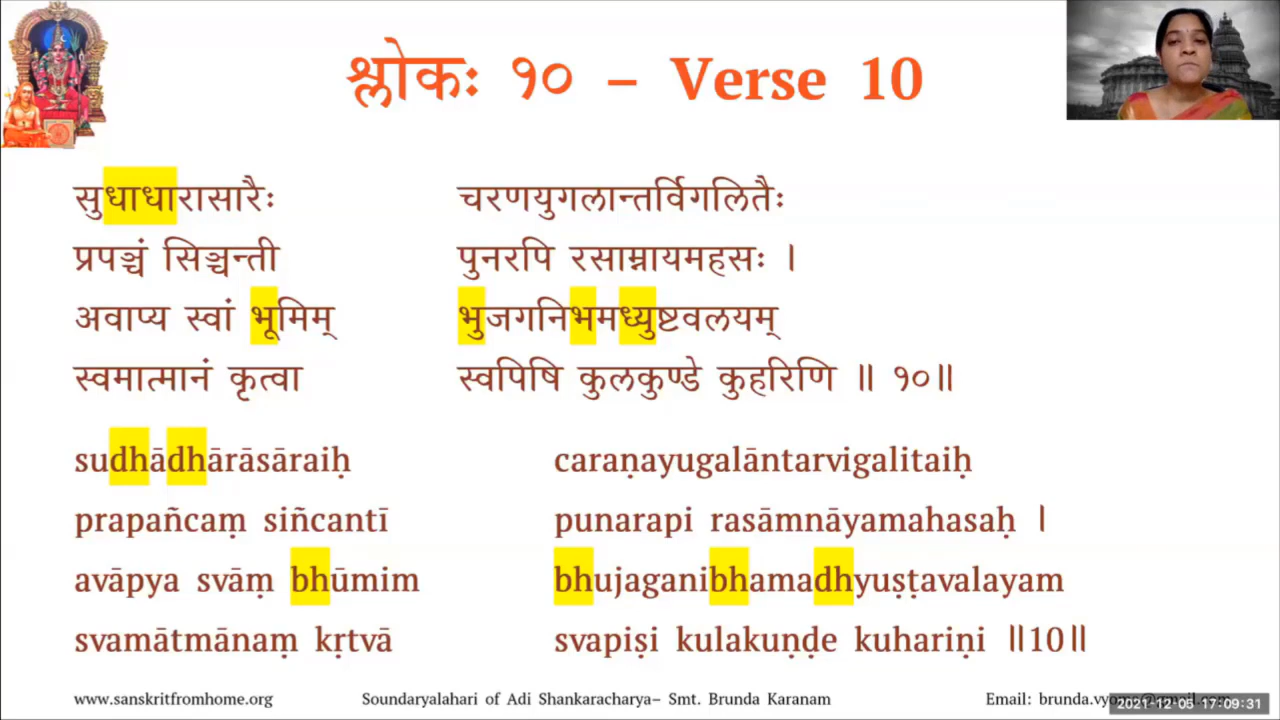 श्लोकः १० – Verse 10
सुधाधारासारैः चरणयुगलान्तर्विगलितैः
प्रपञ्चं सिञ्चन्ती पुनरपि रसाम्नायमहसः ।
अवाप्य स्वां भूमिम् भुजगनिभमध्युष्टवलयम्
स्वमात्मानं कृत्वा स्वपिषि कुलकुण्डे कुहरिणि ॥ १०॥
sudhādhārāsāraiḥ caraṇayugalāntarvigalitaiḥ
prapañcaṃ siñcantī punarapi rasāmnāyamahasaḥ ।
avāpya svāṃ bhūmim bhujaganibhamadhyuṣṭavalayam
svamātmānaṃ kṛtvā svapiṣi kulakuṇḍe kuhariṇi ॥10॥
www.sanskritfromhome.org Soundaryalahari of Adi Shankaracharya– Smt. Brunda Karanam Email:
2021-12-05 17:09:31